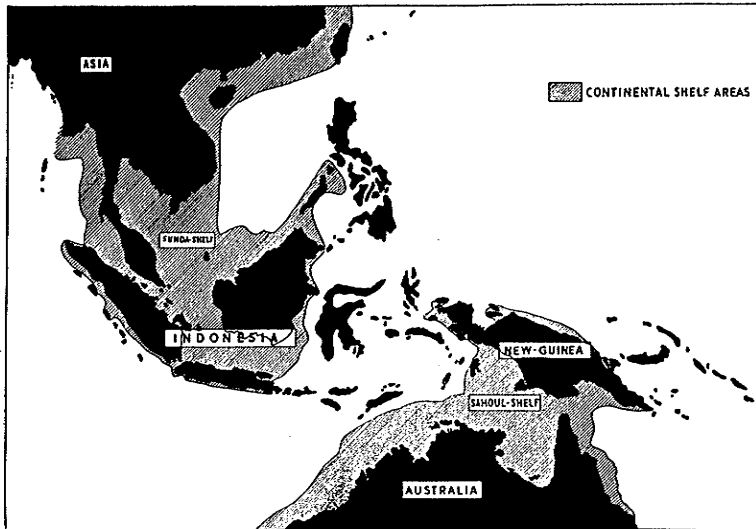 ASIA
CONTINENTAL SHELF AREAS
SUNDA-SHELF
INDONESIA
NEW-GUINEA
SAHOUL-SHELF
AUSTRALIA